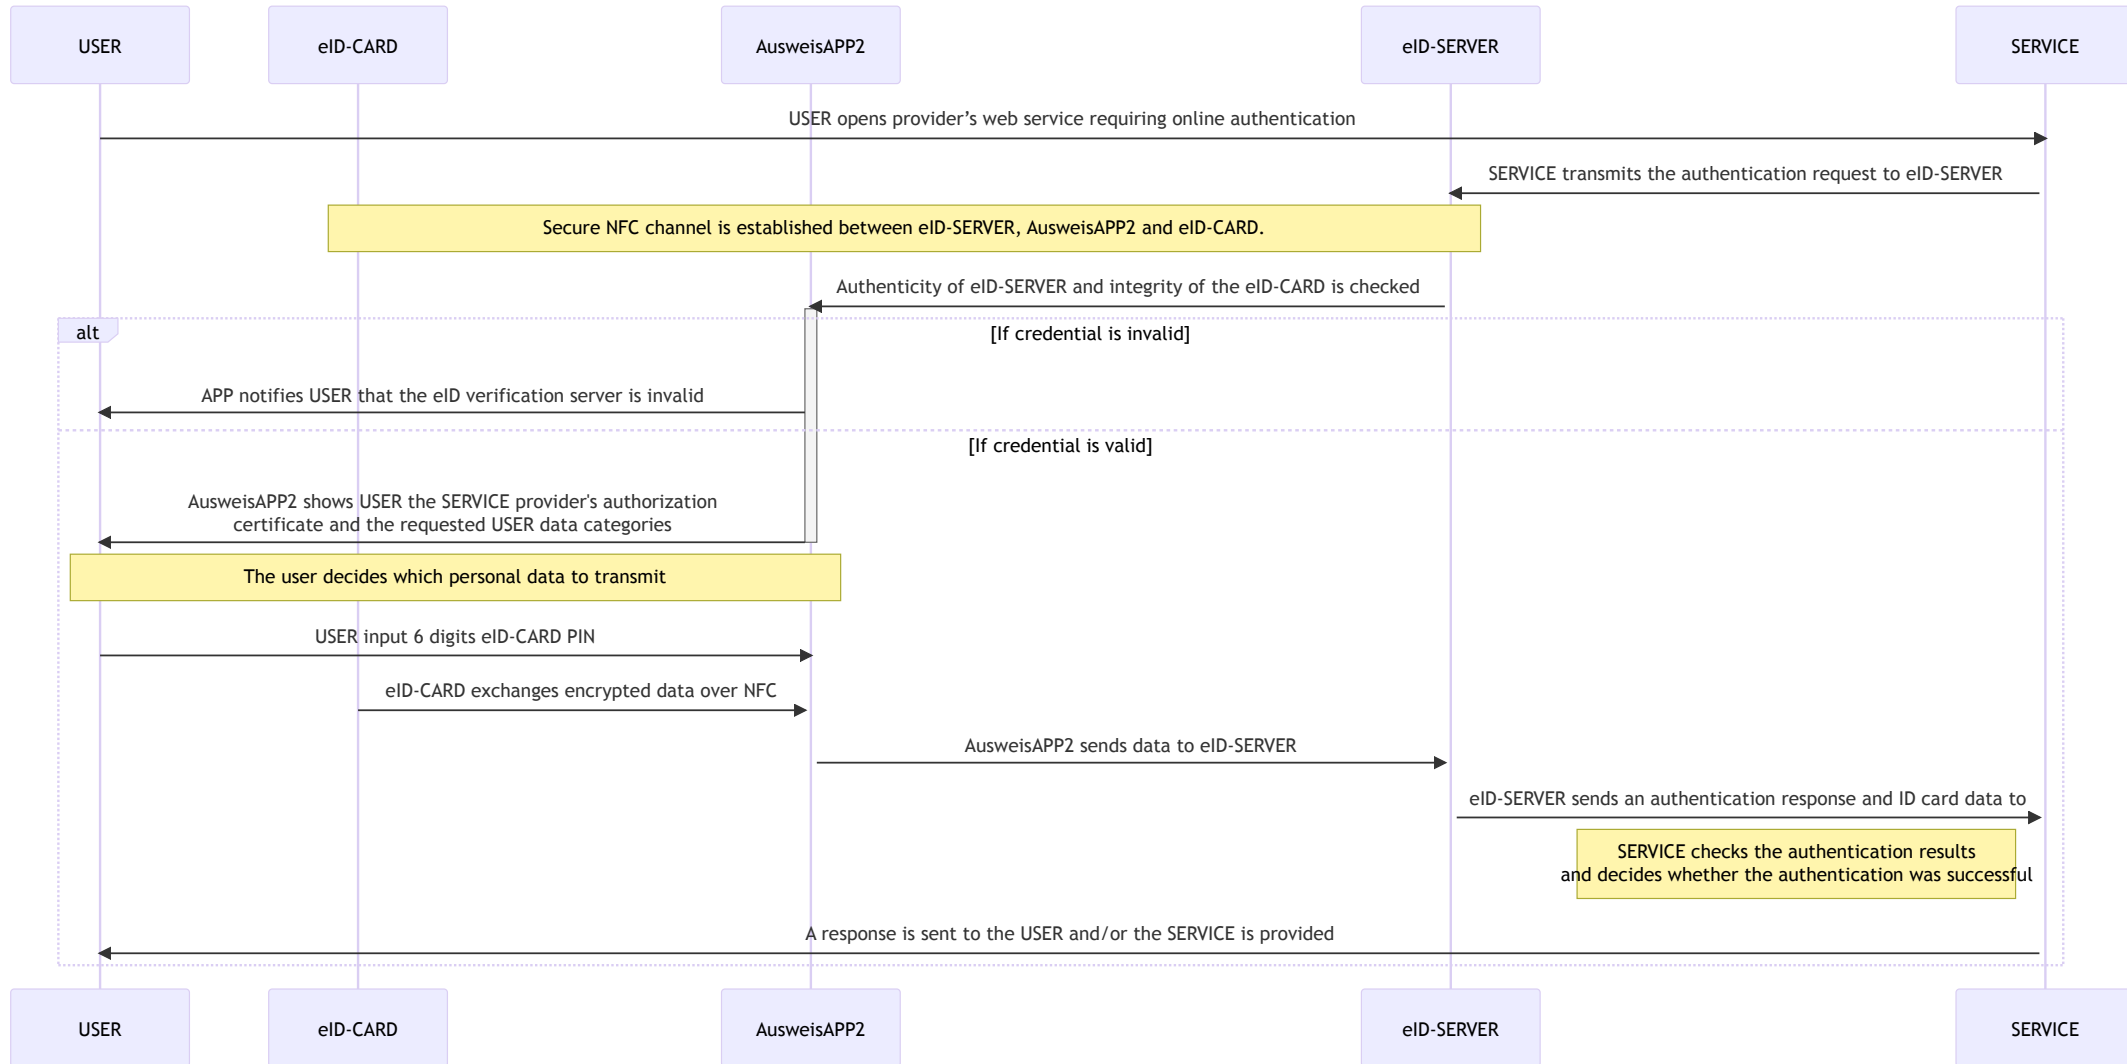 USER
eID-CARD
AusweisAPP2
eID-SERVER
SERVICE
USER opens provider’s web service requiring online authentication
SERVICE transmits the authentication request to eID-SERVER
Secure NFC channel is established between eID-SERVER, AusweisAPP2 and eID-CARD.
Authenticity of eID-SERVER and integrity of the eID-CARD is checked
alt
[If credential is invalid]
APP notifies USER that the eID verification server is invalid
[If credential is valid]
AusweisAPP2 shows USER the SERVICE provider's authorization
certificate and the requested USER data categories
The user decides which personal data to transmit
USER input 6 digits eID-CARD PIN
eID-CARD exchanges encrypted data over NFC
AusweisAPP2 sends data to eID-SERVER
eID-SERVER sends an authentication response and ID card data to
SERVICE checks the authentication results
and decides whether the authentication was successful
A response is sent to the USER and/or the SERVICE is provided
USER
eID-CARD
AusweisAPP2
eID-SERVER
SERVICE